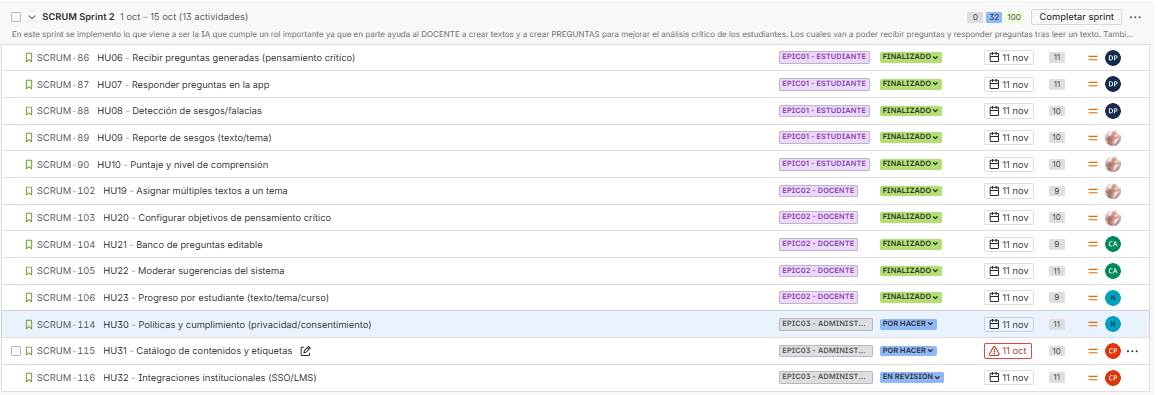 SCRUM Sprint 2 1 oct – 15 oct (13 actividades) 0 32 100 Completar sprint
En este sprint se implemento lo que viene a ser la IA que cumple un rol importante ya que en parte ayuda al DOCENTE a crear textos y a crear PREGUNTAS para mejorar el análisis crítico de los estudiantes. Los cuales van a poder recibir preguntas y responder preguntas tras leer un texto. Tambi...
SCRUM-86 HU06 - Recibir preguntas generadas (pensamiento crítico) EPIC01 - ESTUDIANTE FINALIZADO 11 nov 11 DP
SCRUM-87 HU07 - Responder preguntas en la app EPIC01 - ESTUDIANTE FINALIZADO 11 nov 11 DP
SCRUM-88 HU08 - Detección de sesgos/falacias EPIC01 - ESTUDIANTE FINALIZADO 11 nov 10 DP
SCRUM-89 HU09 - Reporte de sesgos (texto/tema) EPIC01 - ESTUDIANTE FINALIZADO 11 nov 10
SCRUM-90 HU10 - Puntaje y nivel de comprensión EPIC01 - ESTUDIANTE FINALIZADO 11 nov 10
SCRUM-102 HU19 - Asignar múltiples textos a un tema EPIC02 - DOCENTE FINALIZADO 11 nov 9
SCRUM-103 HU20 - Configurar objetivos de pensamiento crítico EPIC02 - DOCENTE FINALIZADO 11 nov 10
SCRUM-104 HU21 - Banco de preguntas editable EPIC02 - DOCENTE FINALIZADO 11 nov 9 CA
SCRUM-105 HU22 - Moderar sugerencias del sistema EPIC02 - DOCENTE FINALIZADO 11 nov 11 CA
SCRUM-106 HU23 - Progreso por estudiante (texto/tema/curso) EPIC02 - DOCENTE FINALIZADO 11 nov 9 N
SCRUM-114 HU30 - Políticas y cumplimiento (privacidad/consentimiento) EPIC03 - ADMINIST... POR HACER 11 nov 11 N
SCRUM-115 HU31 - Catálogo de contenidos y etiquetas EPIC03 - ADMINIST... POR HACER 11 oct 10 CP
SCRUM-116 HU32 - Integraciones institucionales (SSO/LMS) EPIC03 - ADMINIST... EN REVISIÓN 11 nov 11 CP